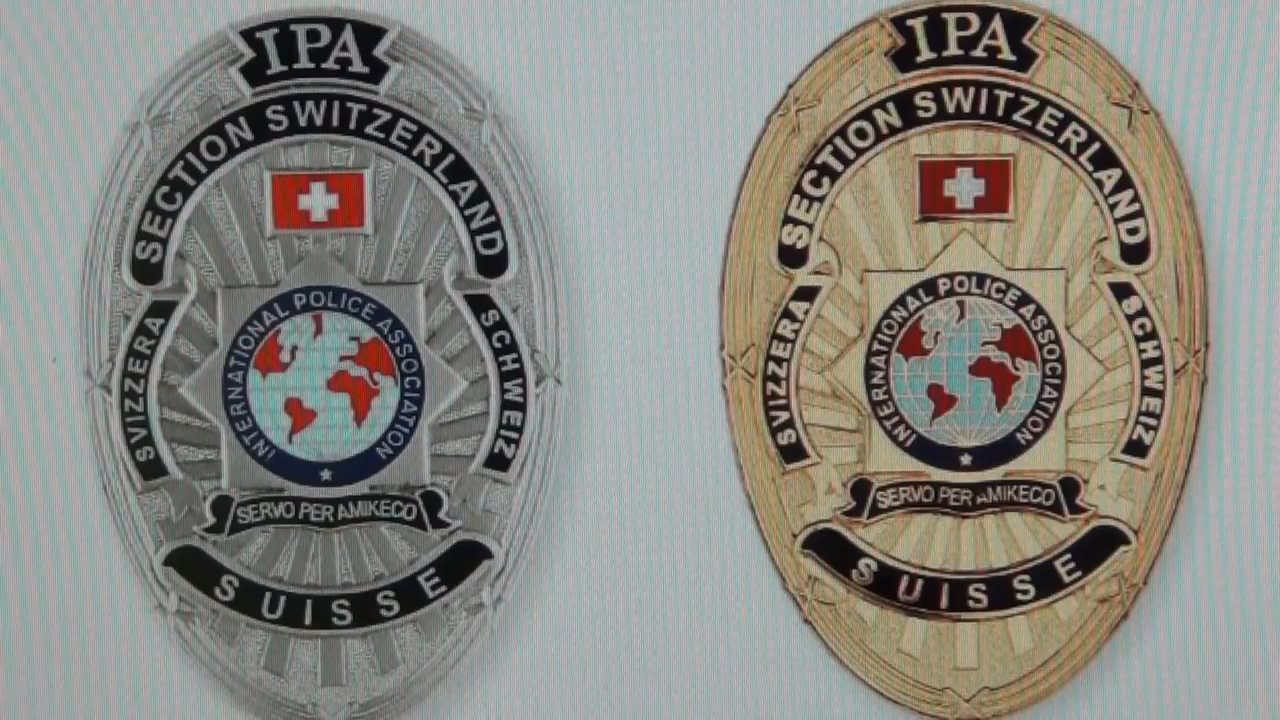 IPA
SECTION SWITZERLAND
SVIZZERA
SCHWEIZ
INTERNATIONAL POLICE ASSOCIATION
SERVO PER AMIKECO
SUISSE
IPA
SECTION SWITZERLAND
SVIZZERA
SCHWEIZ
INTERNATIONAL POLICE ASSOCIATION
SERVO PER AMIKECO
SUISSE